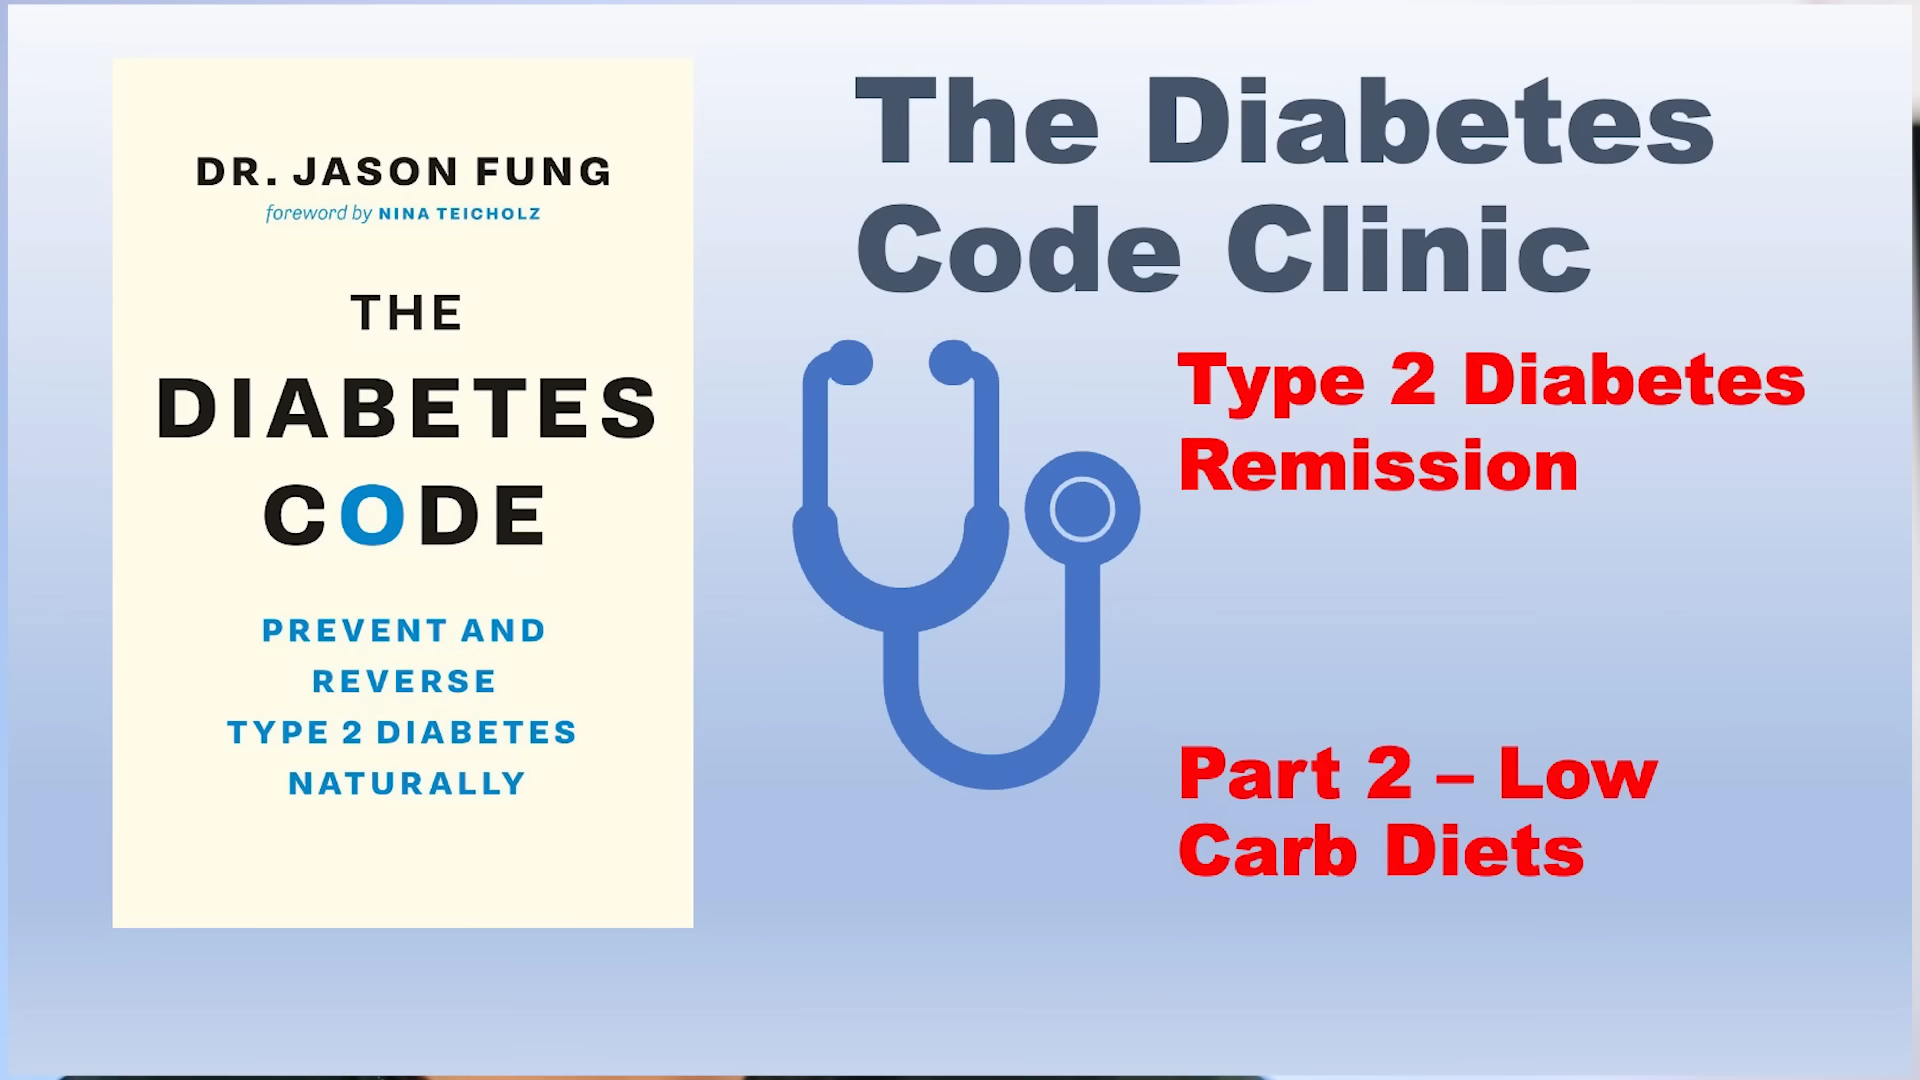 DR. JASON FUNG
foreword by NINA TEICHOLZ
THE
DIABETES
CODE
PREVENT AND
REVERSE
TYPE 2 DIABETES
NATURALLY
The Diabetes
Code Clinic
Type 2 Diabetes
Remission
Part 2 – Low
Carb Diets